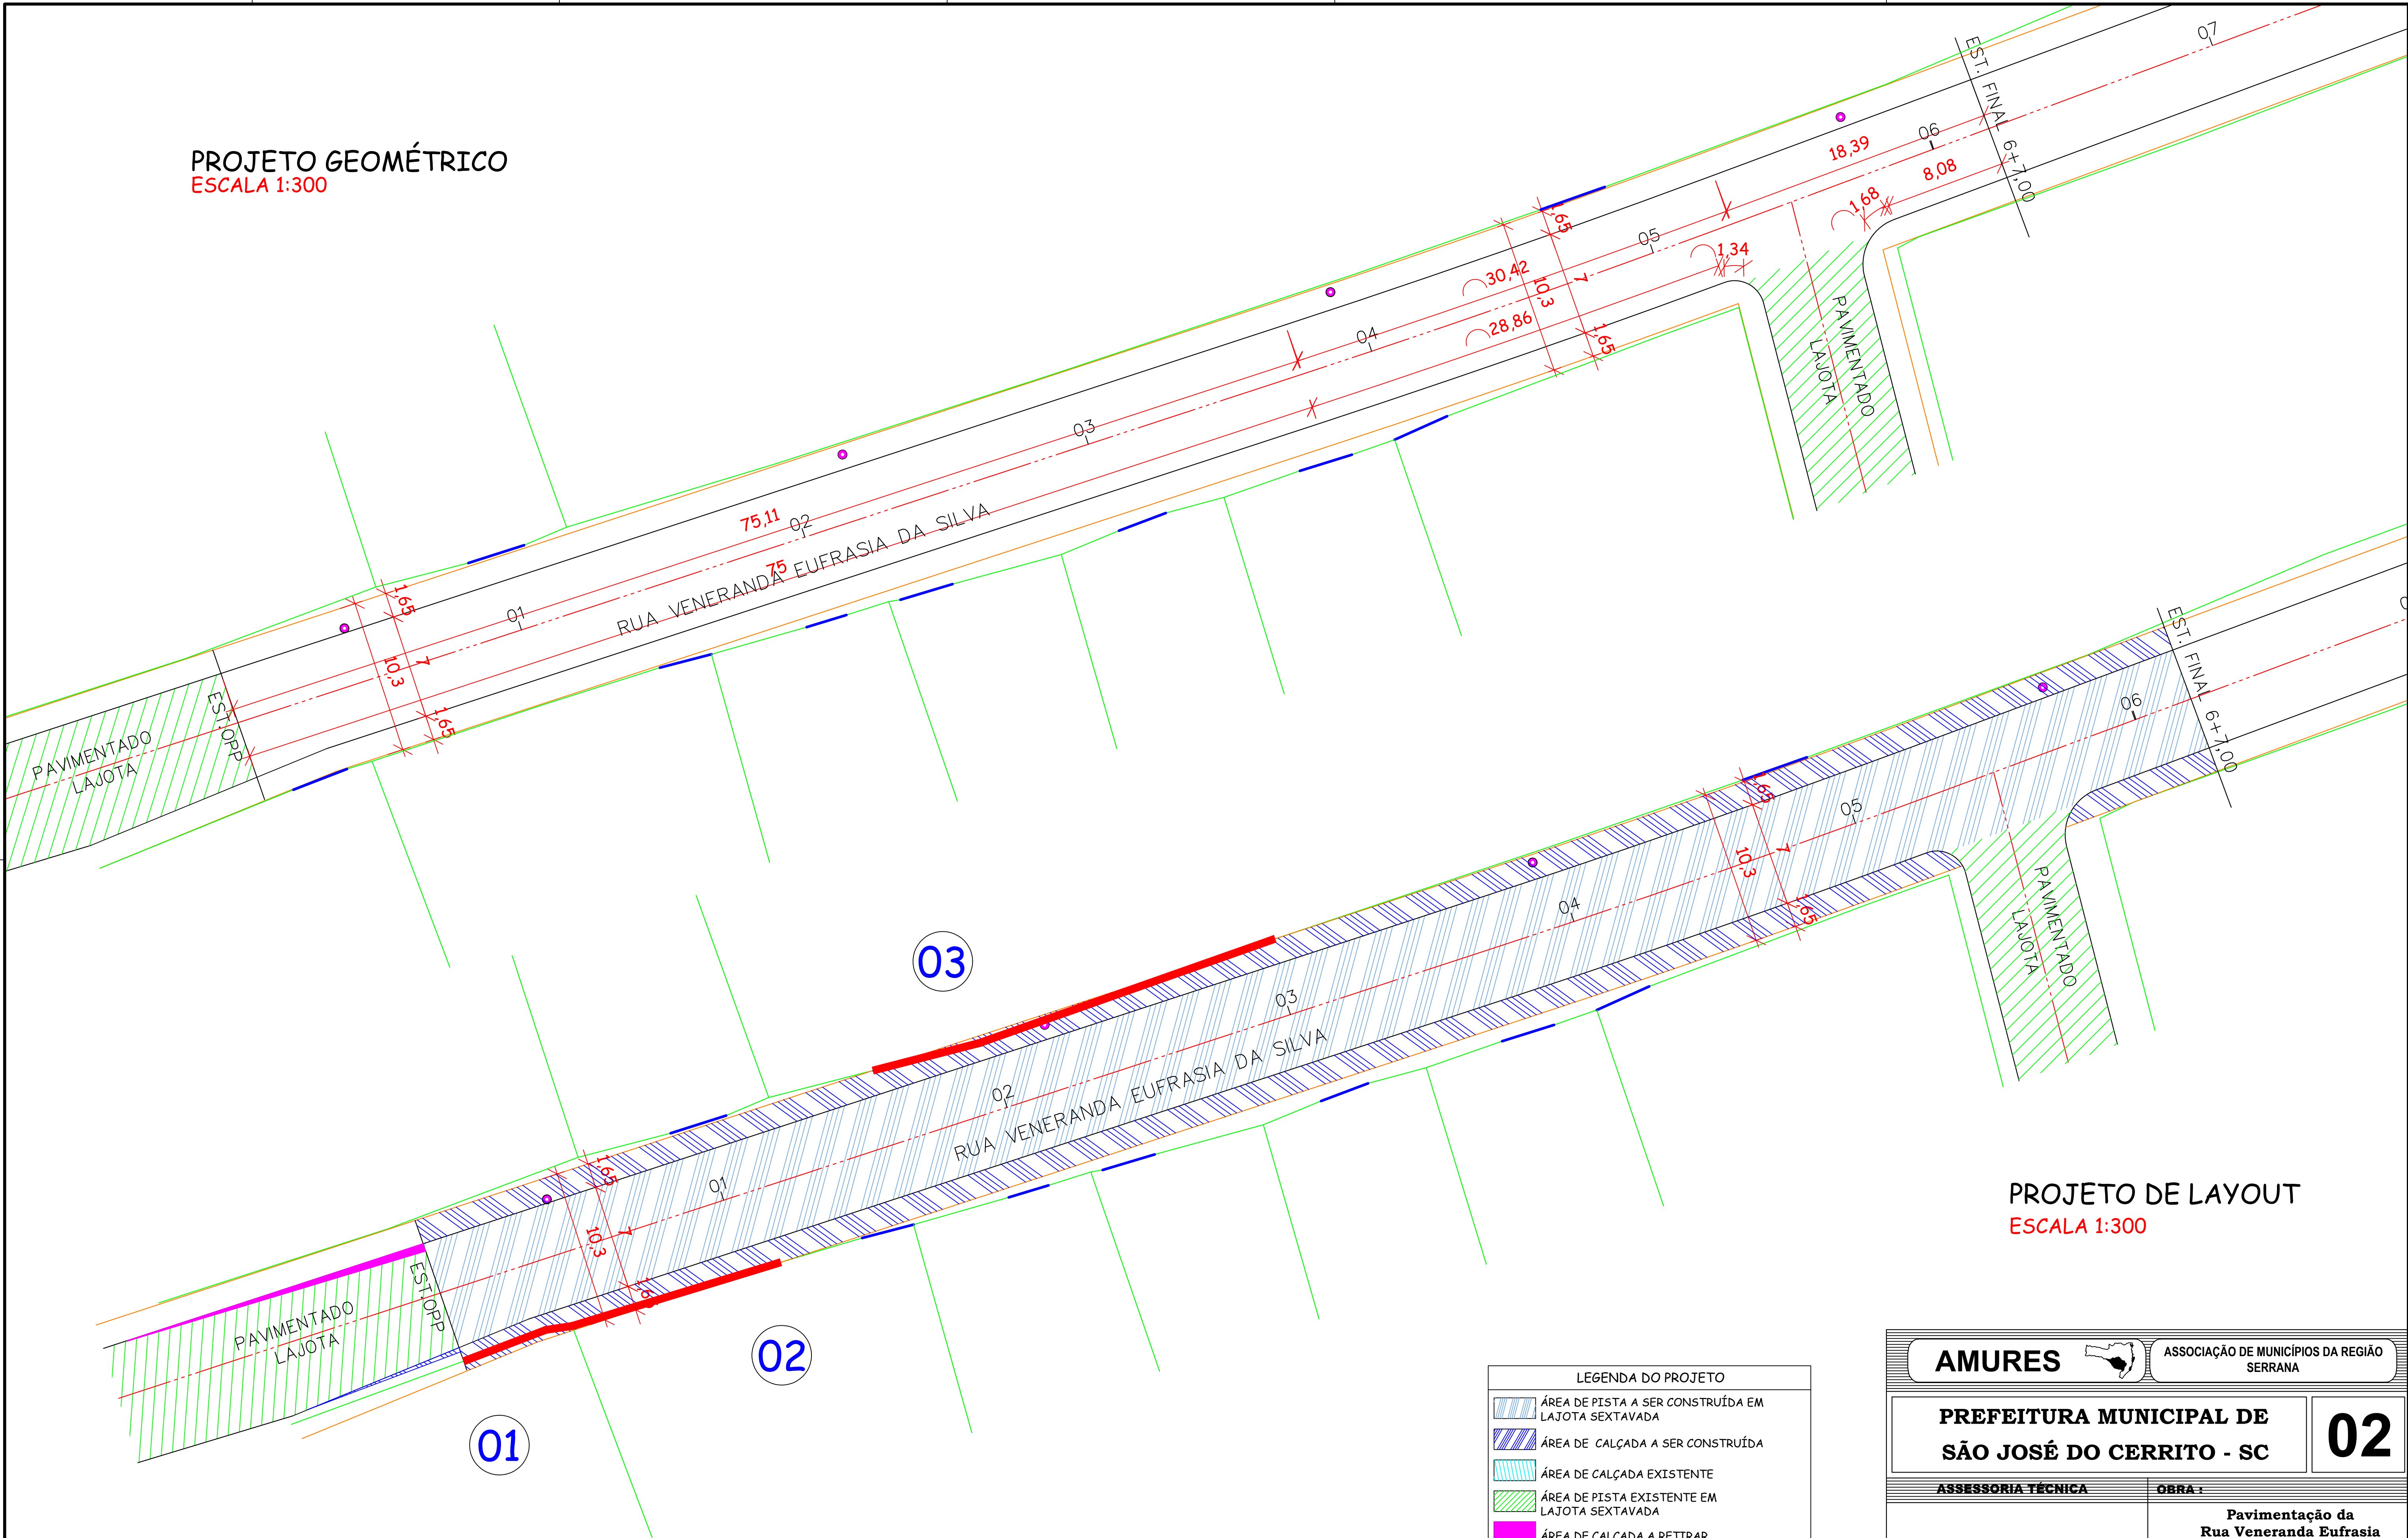 PROJETO GEOMÉTRICO
ESCALA 1:300
07
EST. FINAL 6+7,00
06
18,39
8,08
1,68
1,65
05
1,34
30,42
7
10,3
28,86
1,65
04
PAVIMENTADO
LAJOTA
03
75,11
02
75
RUA VENERANDA EUFRASIA DA SILVA
01
1,65
7
10,3
1,65
EST.OPP
PAVIMENTADO
LAJOTA
EST. FINAL 6+7,00
06
1,65
05
7
10,3
1,65
04
PAVIMENTADO
LAJOTA
03
03
02
RUA VENERANDA EUFRASIA DA SILVA
01
1,65
7
10,3
1,65
EST.OPP
PAVIMENTADO
LAJOTA
02
01
PROJETO DE LAYOUT
ESCALA 1:300
LEGENDA DO PROJETO
ÁREA DE PISTA A SER CONSTRUÍDA EM
LAJOTA SEXTAVADA
ÁREA DE CALÇADA A SER CONSTRUÍDA
ÁREA DE CALÇADA EXISTENTE
ÁREA DE PISTA EXISTENTE EM
LAJOTA SEXTAVADA
ÁREA DE CALÇADA A RETIRAR
AMURES
ASSOCIAÇÃO DE MUNICÍPIOS DA REGIÃO
SERRANA
PREFEITURA MUNICIPAL DE
SÃO JOSÉ DO CERRITO - SC
02
ASSESSORIA TÉCNICA
OBRA :
Pavimentação da
Rua Veneranda Eufrasia